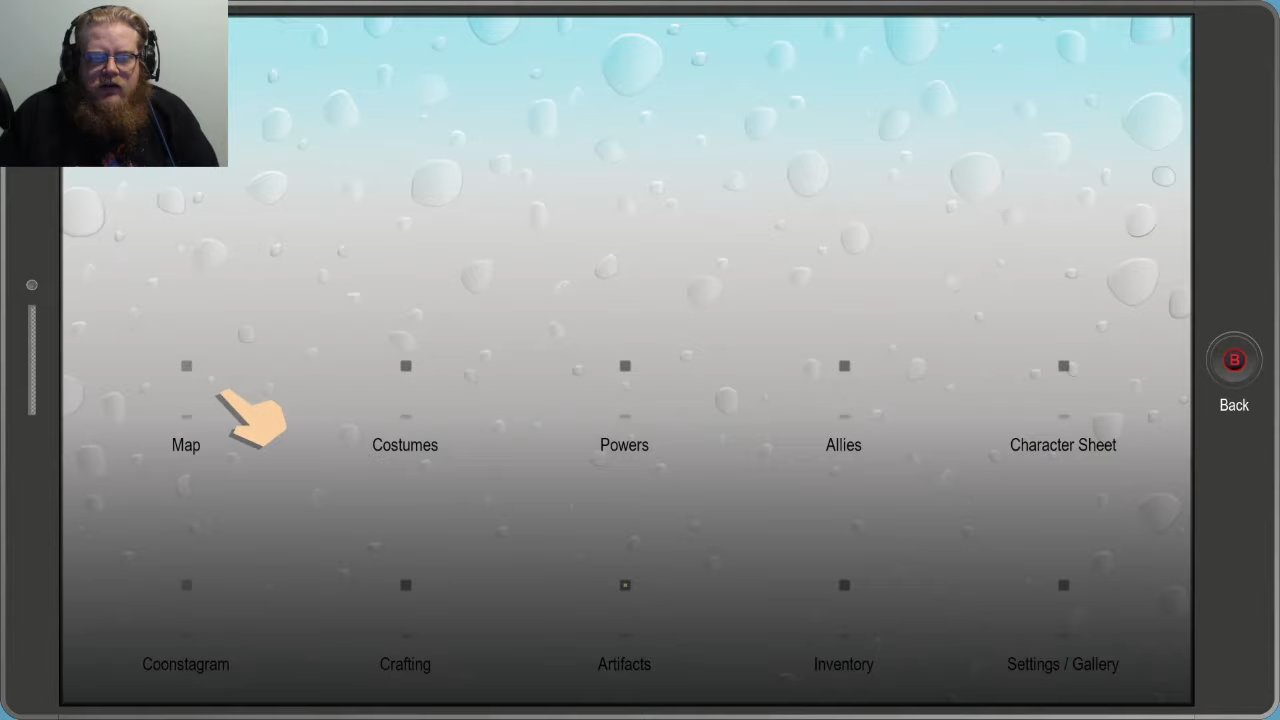 B
Back
Map
Costumes
Powers
Allies
Character Sheet
Coonstagram
Crafting
Artifacts
Inventory
Settings / Gallery